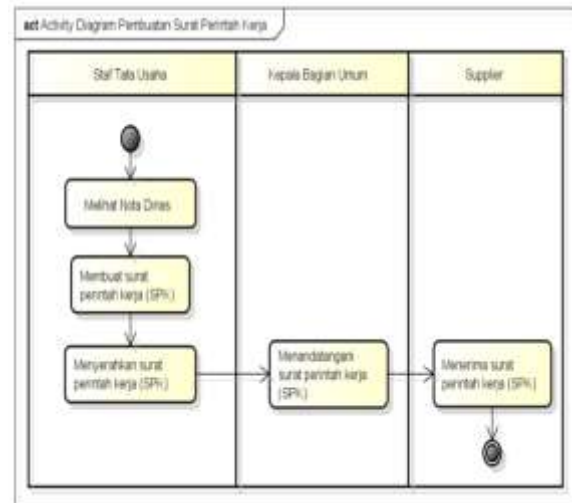 act Activity Diagram Pembuatan Surat Perintah Kerja
Staf Tata Usaha
Kepala Bagian Umum
Supplier
Melihat Nota Dinas
Membuat surat
perintah kerja (SPK)
Menyerahkan surat
perintah kerja (SPK)
Menandatangani
surat perintah kerja
(SPK)
Menerima surat
perintah kerja (SPK)